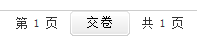 第 1 页 交卷 共 1 页